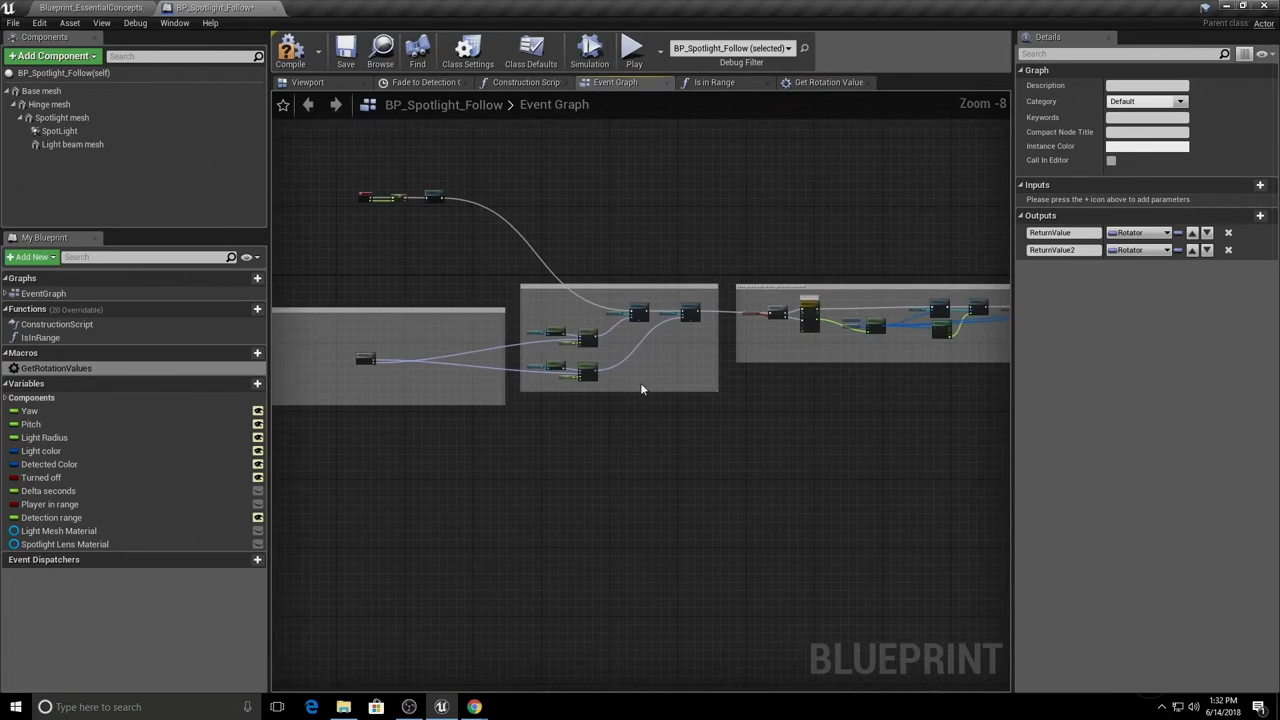 Blueprint_EssentialConcepts
BP_Spotlight_Follow*
File Edit Asset View Debug Window Help
Parent class: Actor
Components
Add Component
Search
BP_Spotlight_Follow(self)
Base mesh
Hinge mesh
Spotlight mesh
SpotLight
Light beam mesh
My Blueprint
Add New
Search
Graphs
EventGraph
Functions (20 Overridable)
ConstructionScript
IsInRange
Macros
GetRotationValues
Variables
Components
Yaw
Pitch
Light Radius
Light color
Detected Color
Turned off
Delta seconds
Player in range
Detection range
Light Mesh Material
Spotlight Lens Material
Event Dispatchers
Compile
Save
Browse
Find
Class Settings
Class Defaults
Simulation
Play
BP_Spotlight_Follow (selected)
Debug Filter
Viewport
Fade to Detection C
Construction Scrip
Event Graph
Is in Range
Get Rotation Value
BP_Spotlight_Follow > Event Graph
Zoom -8
BLUEPRINT
Details
Search
Graph
Description
Category
Default
Keywords
Compact Node Title
Instance Color
Call In Editor
Inputs
Please press the + icon above to add parameters
Outputs
ReturnValue
Rotator
ReturnValue2
Rotator
Type here to search
1:32 PM
6/14/2018